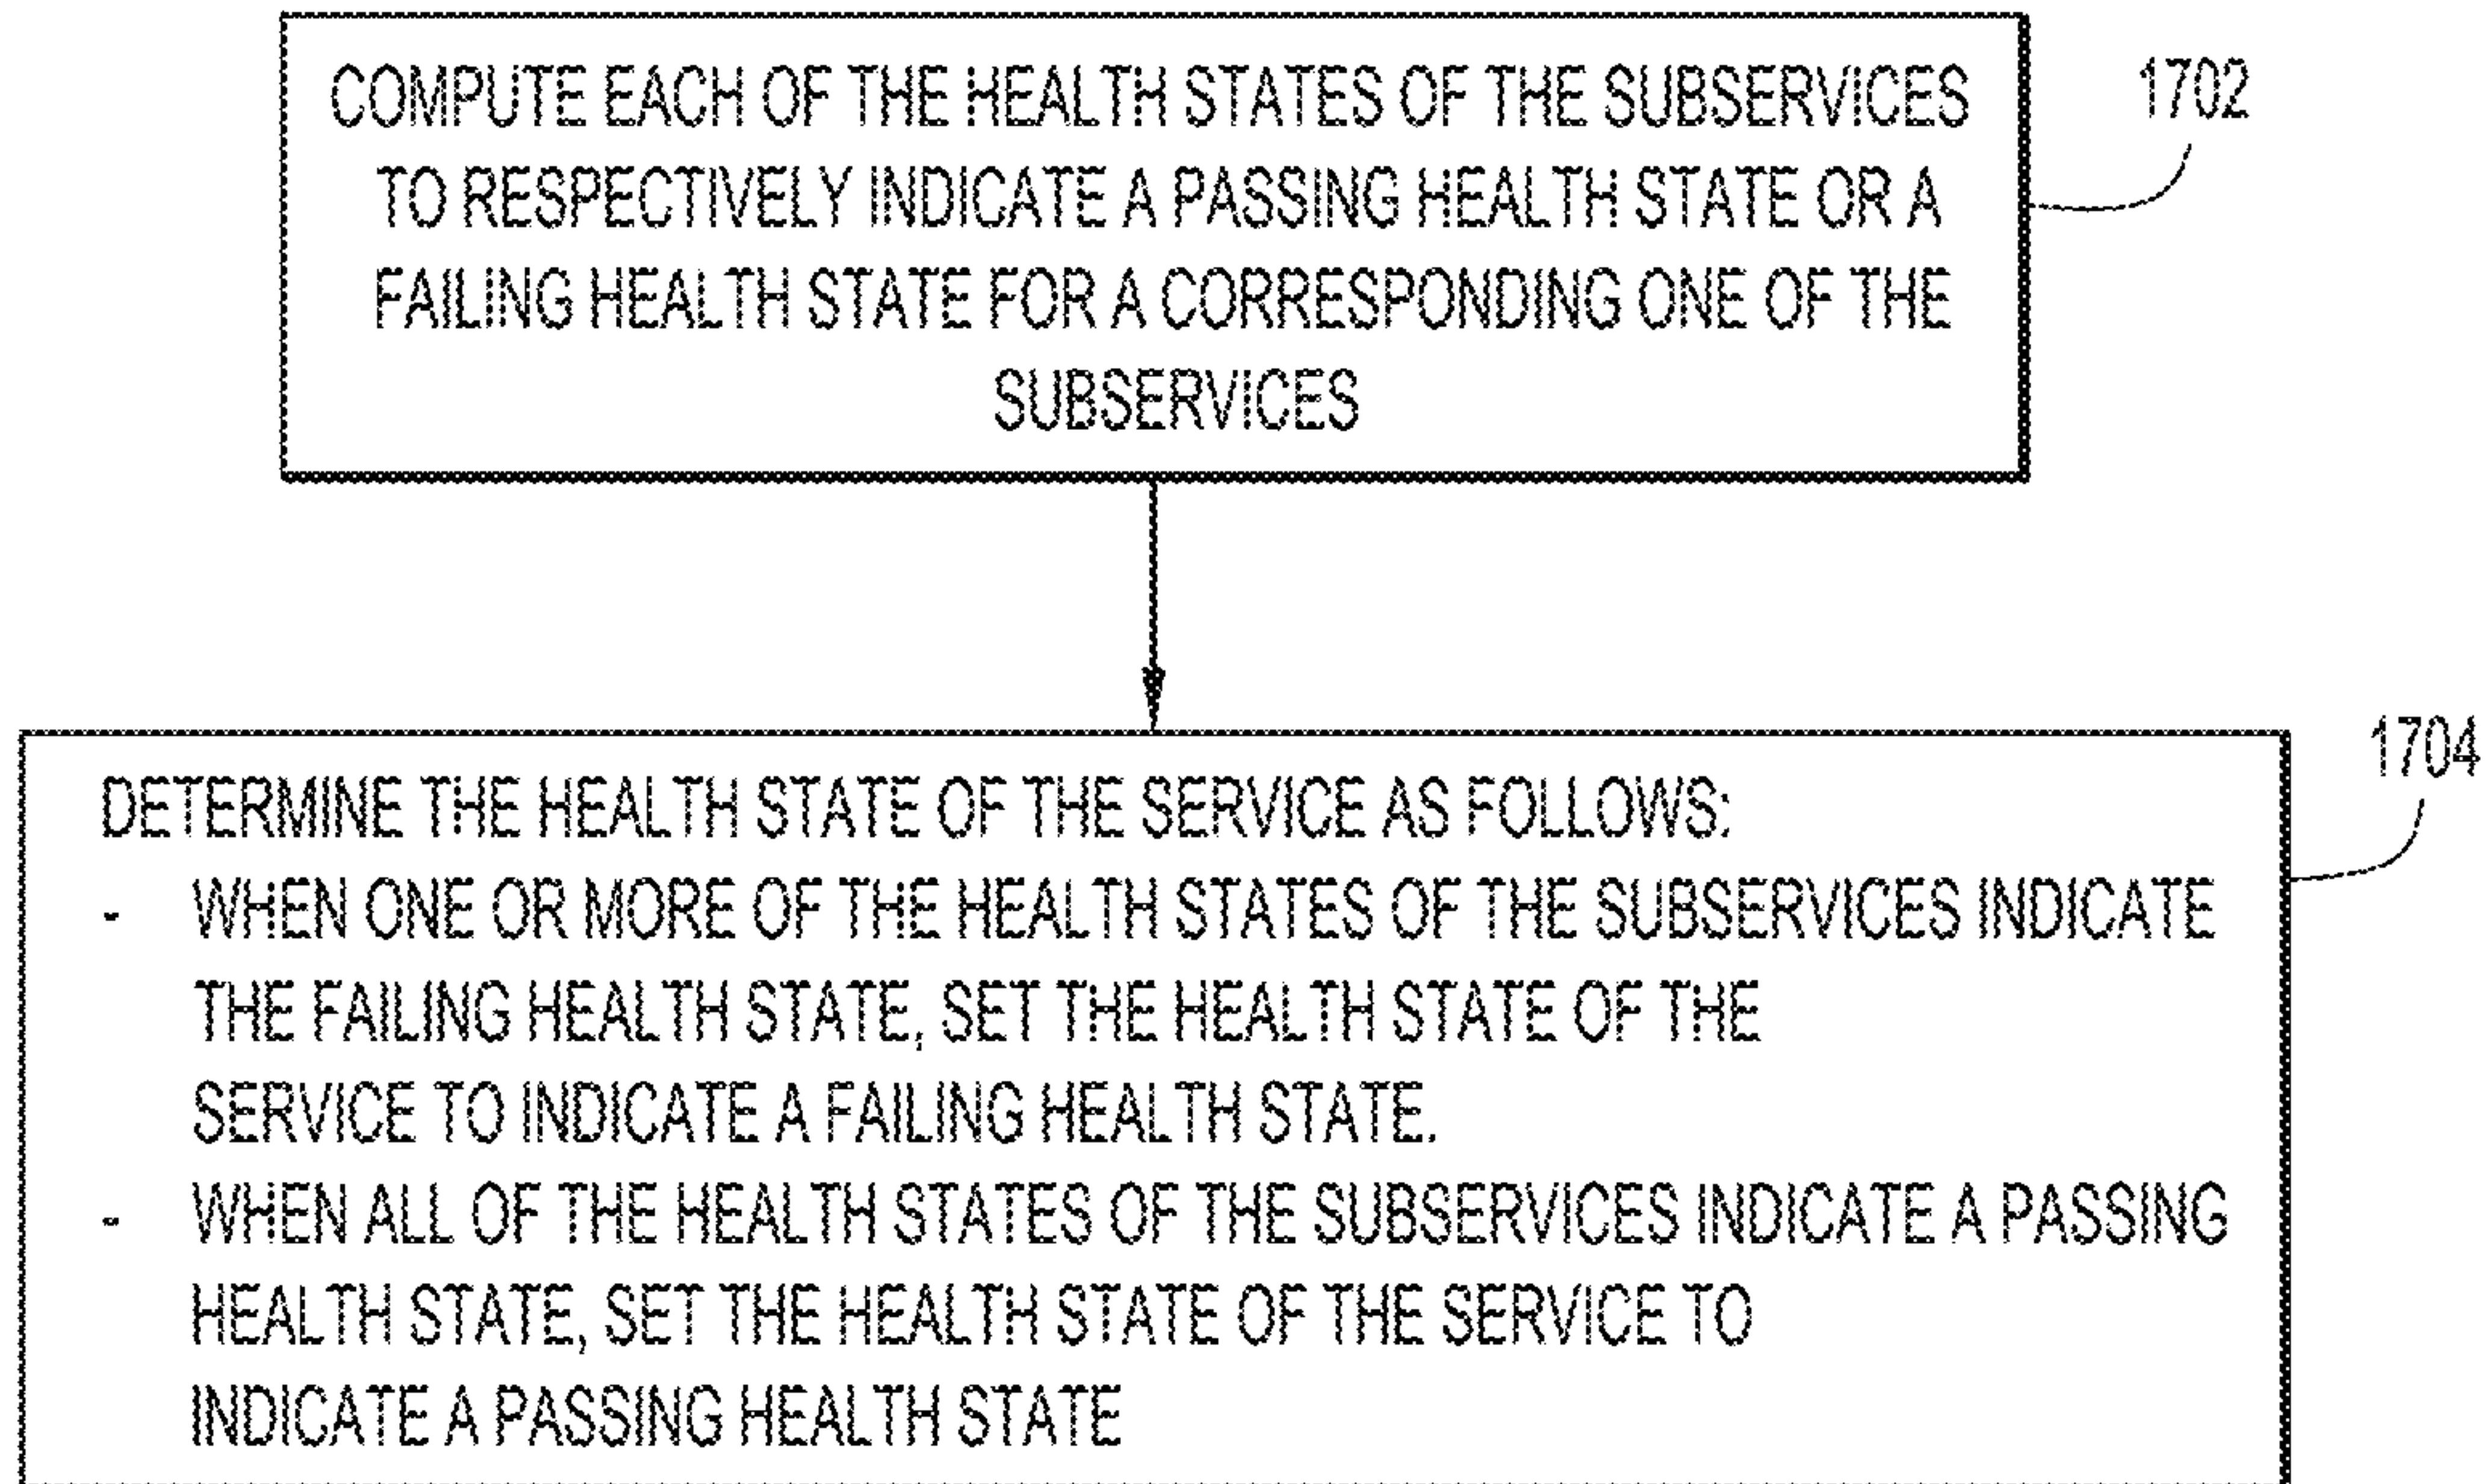 COMPUTE EACH OF THE HEALTH STATES OF THE SUBSERVICES
TO RESPECTIVELY INDICATE A PASSING HEALTH STATE OR A
FAILING HEALTH STATE FOR A CORRESPONDING ONE OF THE
SUBSERVICES
1702
1704
DETERMINE THE HEALTH STATE OF THE SERVICE AS FOLLOWS:
- WHEN ONE OR MORE OF THE HEALTH STATES OF THE SUBSERVICES INDICATE
THE FAILING HEALTH STATE, SET THE HEALTH STATE OF THE
SERVICE TO INDICATE A FAILING HEALTH STATE.
- WHEN ALL OF THE HEALTH STATES OF THE SUBSERVICES INDICATE A PASSING
HEALTH STATE, SET THE HEALTH STATE OF THE SERVICE TO
INDICATE A PASSING HEALTH STATE